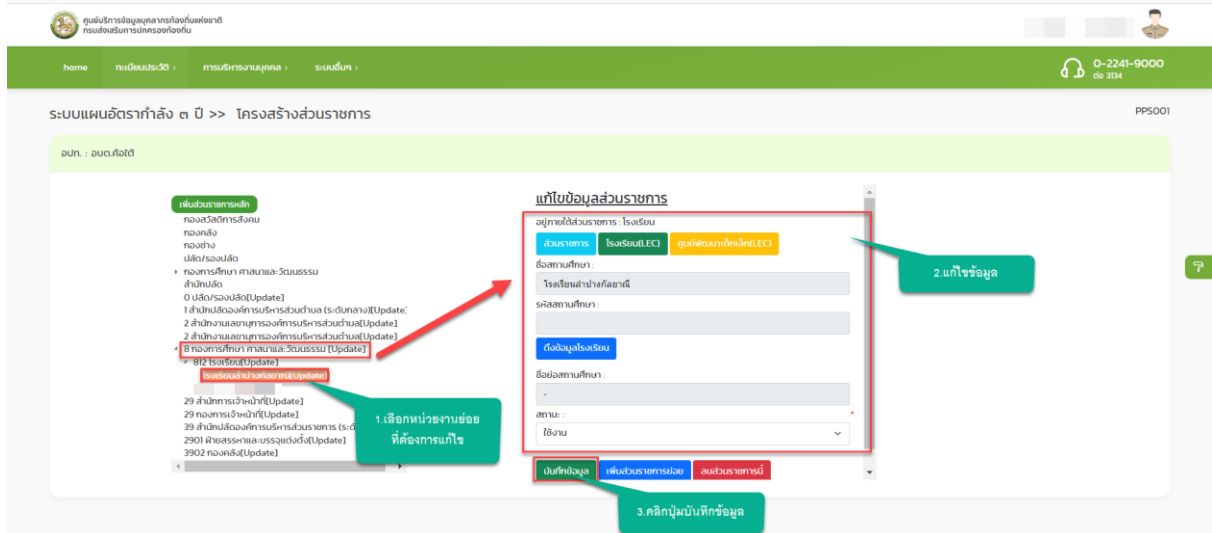 ศูนย์บริการข้อมูลบุคลากรท้องถิ่นแห่งชาติ
กรมส่งเสริมการปกครองท้องถิ่น
home ทะเบียนประวัติ › การบริหารงานบุคคล › ระบบอื่นๆ ›
0-2241-9000
ต่อ 3134
ระบบแผนอัตรากำลัง ๓ ปี >> โครงสร้างส่วนราชการ
PPS001
อปท. : อบต.ค้อใต้
เพิ่มส่วนราชการหลัก
กองสวัสดิการสังคม
กองคลัง
กองช่าง
ปลัด/รองปลัด
กองการศึกษา ศาสนาและวัฒนธรรม
สำนักปลัด
0 ปลัด/รองปลัด[Update]
1 สำนักปลัดองค์การบริหารส่วนตำบล (ระดับกลาง)[Update]
2 สำนักงานเลขานุการองค์การบริหารส่วนตำบล[Update]
2 สำนักงานเลขานุการองค์การบริหารส่วนตำบล[Update]
8 กองการศึกษา ศาสนาและวัฒนธรรม [Update]
812 โรงเรียน[Update]
โรงเรียนลำปางกัลยาณี[Update]
29 สำนักการเจ้าหน้าที่[Update]
29 กองการเจ้าหน้าที่[Update]
39 สำนักปลัดองค์การบริหารส่วนราชการ (ระดั
2901 ฝ่ายสรรหาและบรรจุแต่งตั้ง[Update]
3902 กองคลัง[Update]
1.เลือกหน่วยงานย่อย
ที่ต้องการแก้ไข
แก้ไขข้อมูลส่วนราชการ
อยู่ภายใต้ส่วนราชการ : โรงเรียน
ส่วนราชการ โรงเรียน(LEC) ศูนย์พัฒนาเด็กเล็ก(LEC)
ชื่อสถานศึกษา :
โรงเรียนลำปางกัลยาณี
รหัสสถานศึกษา :
ดึงข้อมูลโรงเรียน
ชื่อย่อสถานศึกษา :
-
สถานะ : *
ใช้งาน
บันทึกข้อมูล เพิ่มส่วนราชการย่อย ลบส่วนราชการนี้
2.แก้ไขข้อมูล
3.คลิกปุ่มบันทึกข้อมูล